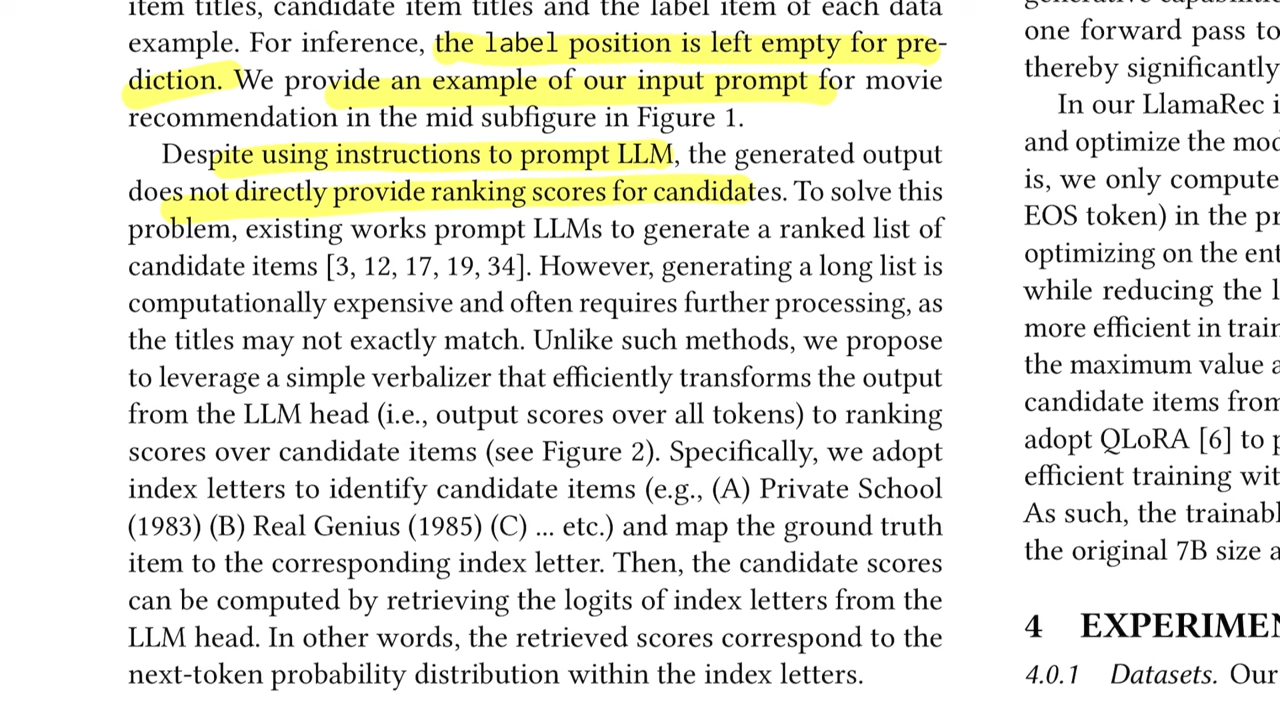 item titles, candidate item titles and the label item of each data
example. For inference, the label position is left empty for pre-
diction. We provide an example of our input prompt for movie
recommendation in the mid subfigure in Figure 1.
Despite using instructions to prompt LLM, the generated output
does not directly provide ranking scores for candidates. To solve this
problem, existing works prompt LLMs to generate a ranked list of
candidate items [3, 12, 17, 19, 34]. However, generating a long list is
computationally expensive and often requires further processing, as
the titles may not exactly match. Unlike such methods, we propose
to leverage a simple verbalizer that efficiently transforms the output
from the LLM head (i.e., output scores over all tokens) to ranking
scores over candidate items (see Figure 2). Specifically, we adopt
index letters to identify candidate items (e.g., (A) Private School
(1983) (B) Real Genius (1985) (C) ... etc.) and map the ground truth
item to the corresponding index letter. Then, the candidate scores
can be computed by retrieving the logits of index letters from the
LLM head. In other words, the retrieved scores correspond to the
next-token probability distribution within the index letters.
one forward pass to
thereby significantly
In our LlamaRec i
and optimize the mod
is, we only compute
EOS token) in the pr
optimizing on the ent
while reducing the l
more efficient in train
the maximum value a
candidate items from
adopt QLoRA [6] to p
efficient training wit
As such, the trainabl
the original 7B size a
4 EXPERIMEN
4.0.1 Datasets. Our